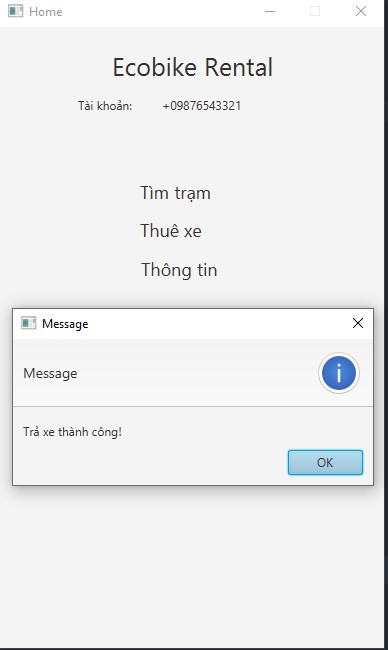 Home
Ecobike Rental
Tài khoản: +09876543321
Tìm trạm
Thuê xe
Thông tin
Message
Message
Trả xe thành công!
OK